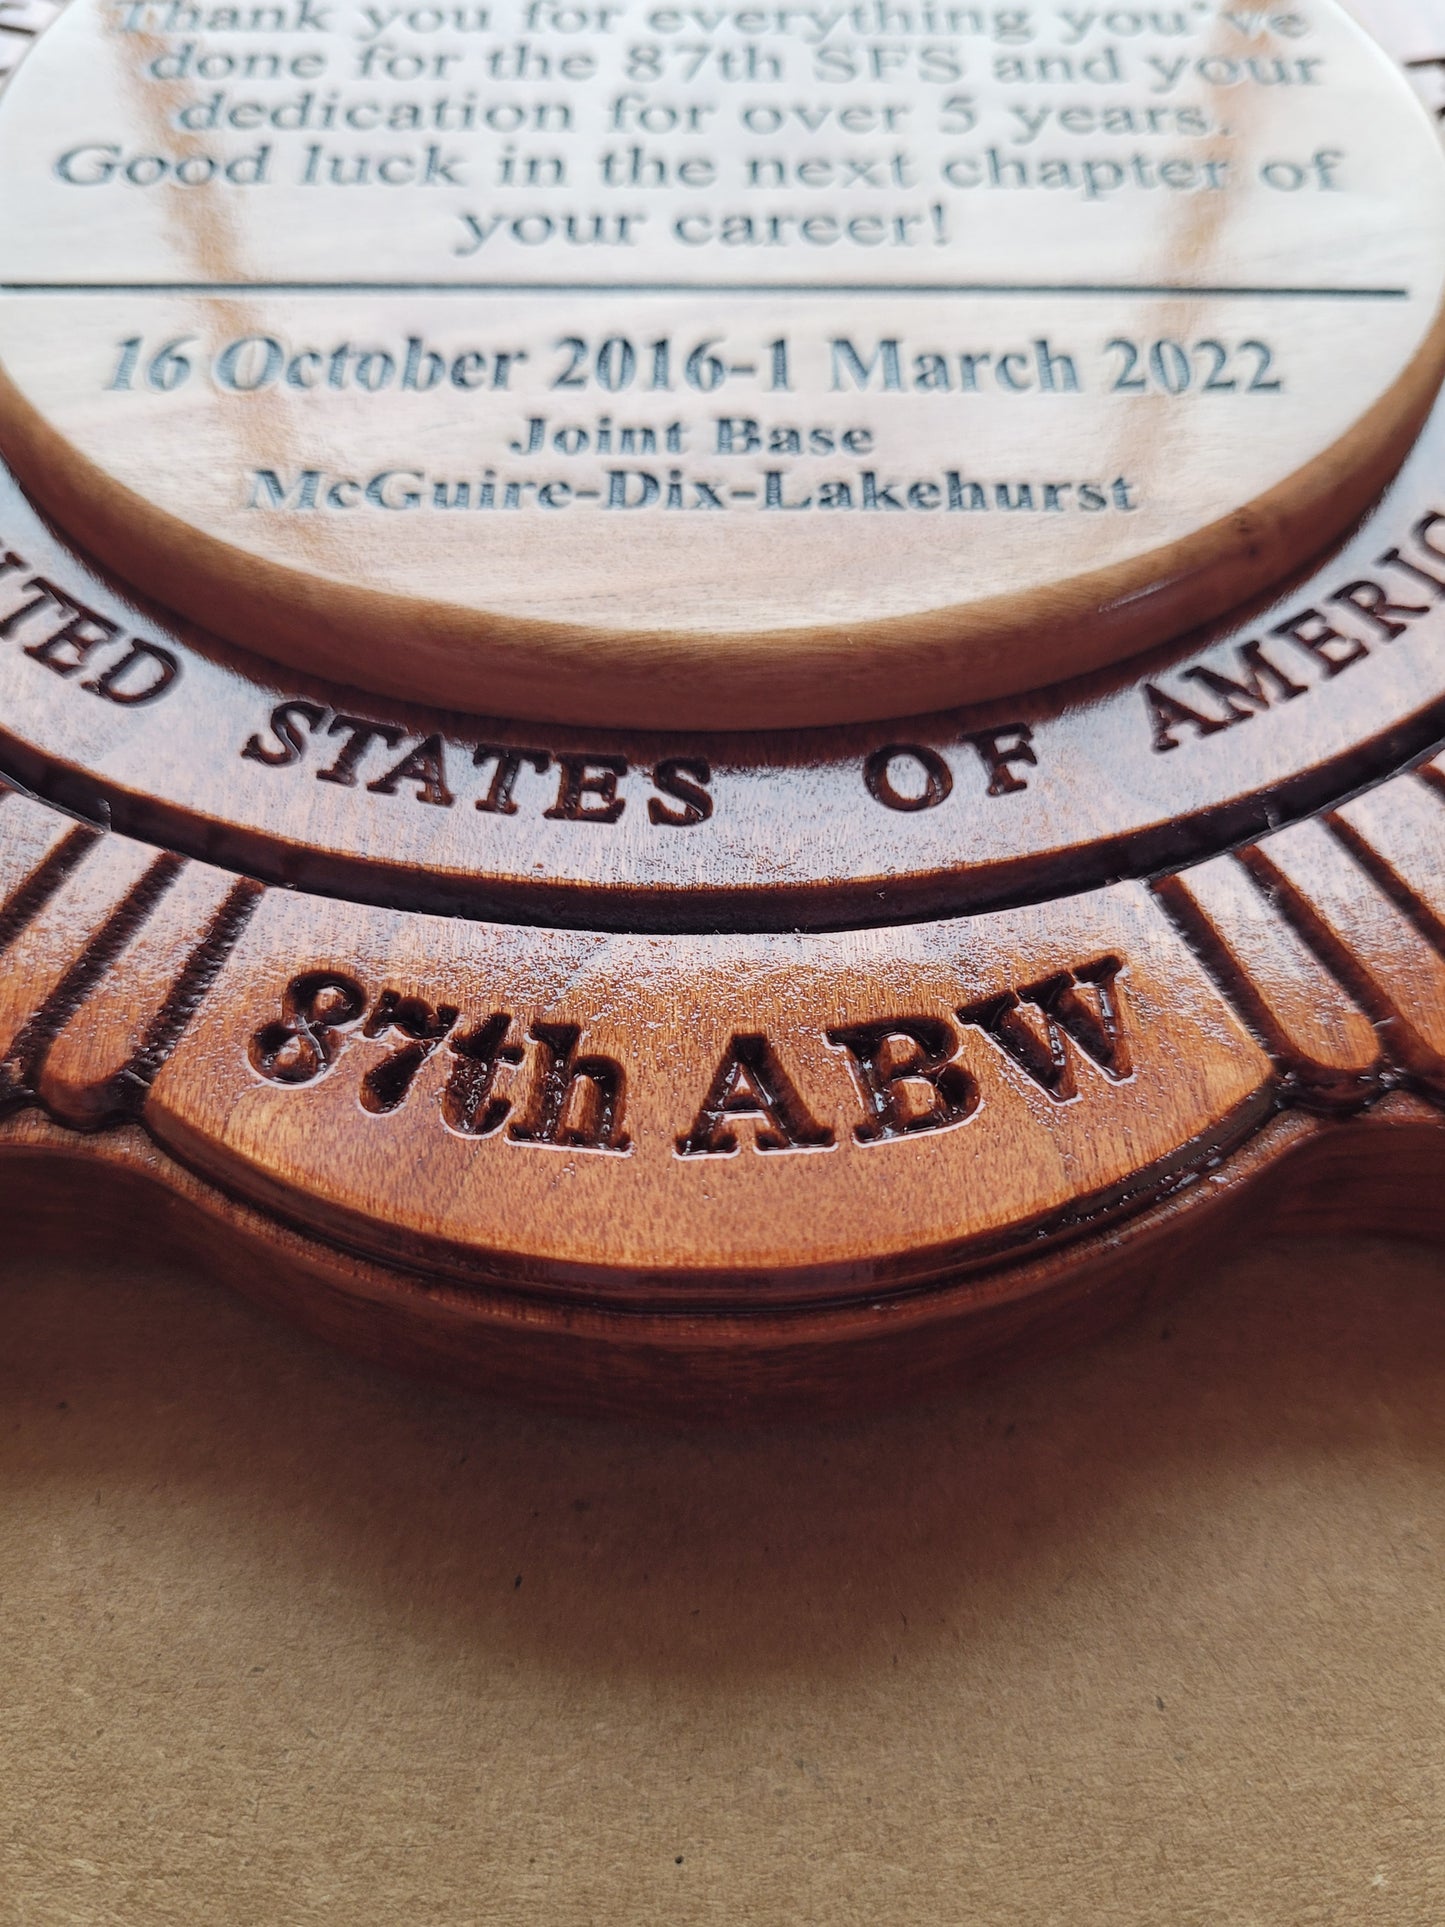 Thank you for everything you've
done for the 87th SFS and your
dedication for over 5 years.
Good luck in the next chapter of
your career!
16 October 2016-1 March 2022
Joint Base
McGuire-Dix-Lakehurst
STATES OF
87th ABW